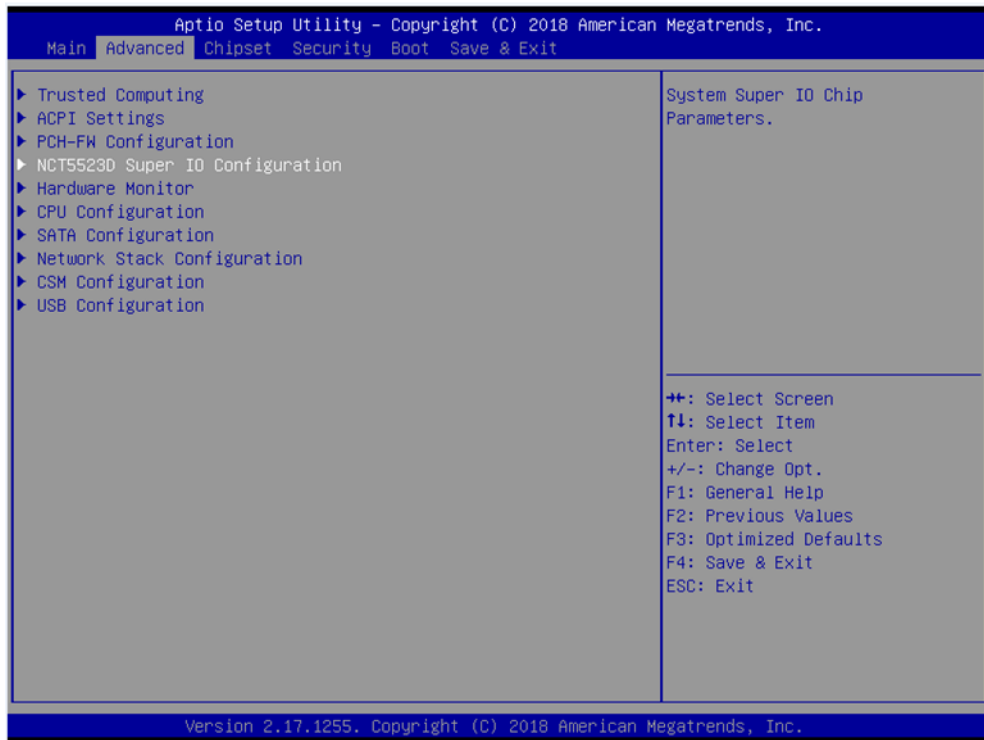 Aptio Setup Utility – Copyright (C) 2018 American Megatrends, Inc.
Main Advanced Chipset Security Boot Save & Exit
▶ Trusted Computing
▶ ACPI Settings
▶ PCH-FW Configuration
▶ NCT5523D Super IO Configuration
▶ Hardware Monitor
▶ CPU Configuration
▶ SATA Configuration
▶ Network Stack Configuration
▶ CSM Configuration
▶ USB Configuration
System Super IO Chip
Parameters.
→←: Select Screen
↑↓: Select Item
Enter: Select
+/-: Change Opt.
F1: General Help
F2: Previous Values
F3: Optimized Defaults
F4: Save & Exit
ESC: Exit
Version 2.17.1255. Copyright (C) 2018 American Megatrends, Inc.